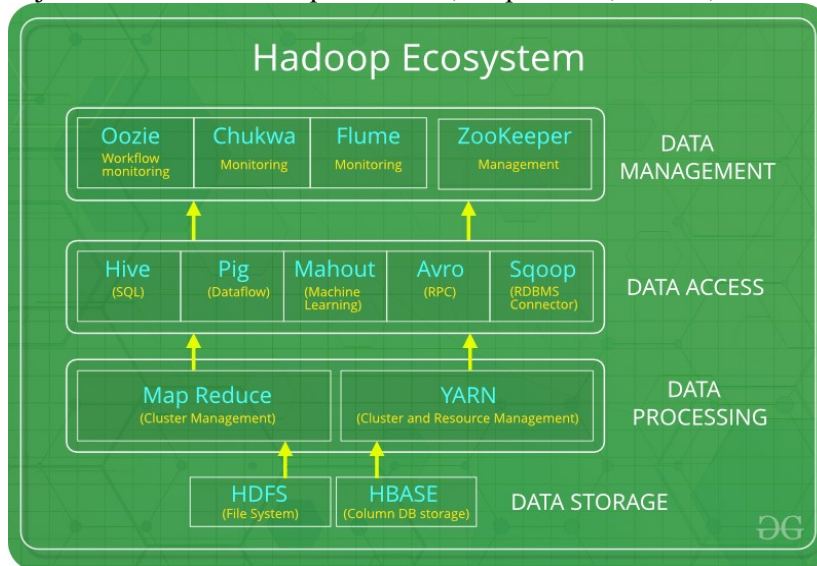 Hadoop Ecosystem
Oozie
Workflow
monitoring
Chukwa
Monitoring
Flume
Monitoring
ZooKeeper
Management
DATA
MANAGEMENT
Hive
(SQL)
Pig
(Dataflow)
Mahout
(Machine
Learning)
Avro
(RPC)
Sqoop
(RDBMS
Connector)
DATA ACCESS
Map Reduce
(Cluster Management)
YARN
(Cluster and Resource Management)
DATA
PROCESSING
HDFS
(File System)
HBASE
(Column DB storage)
DATA STORAGE